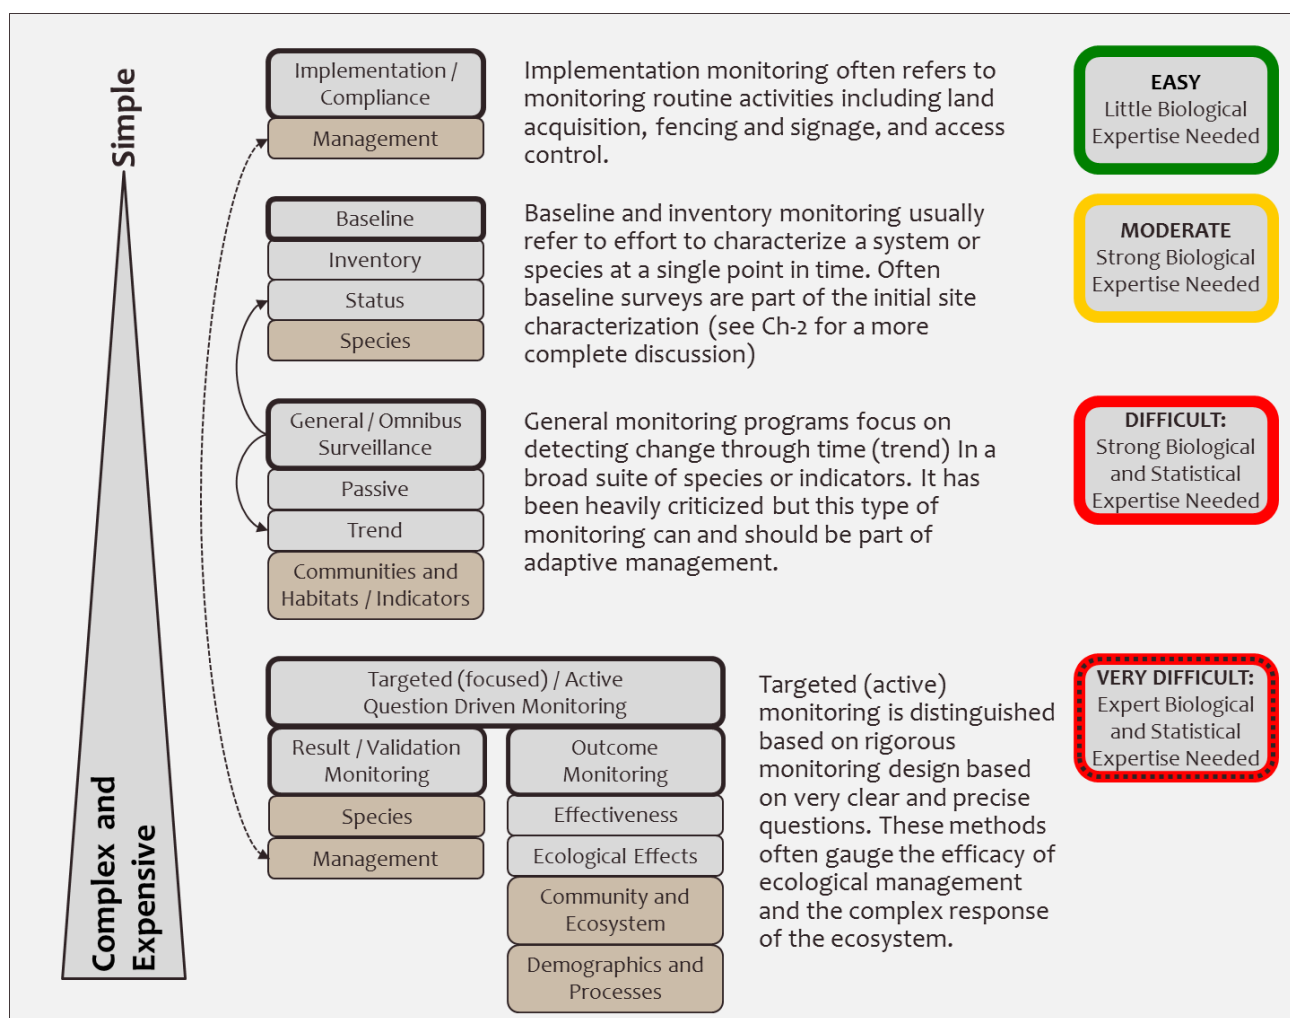 Simple
Complex and
Expensive
Implementation /
Compliance
Management
Implementation monitoring often refers to
monitoring routine activities including land
acquisition, fencing and signage, and access
control.
EASY
Little Biological
Expertise Needed
Baseline
Inventory
Status
Species
Baseline and inventory monitoring usually
refer to effort to characterize a system or
species at a single point in time. Often
baseline surveys are part of the initial site
characterization (see Ch-2 for a more
complete discussion)
MODERATE
Strong Biological
Expertise Needed
General / Omnibus
Surveillance
Passive
Trend
Communities and
Habitats / Indicators
General monitoring programs focus on
detecting change through time (trend) In a
broad suite of species or indicators. It has
been heavily criticized but this type of
monitoring can and should be part of
adaptive management.
DIFFICULT:
Strong Biological
and Statistical
Expertise Needed
Targeted (focused) / Active
Question Driven Monitoring
Result / Validation
Monitoring
Species
Management
Outcome
Monitoring
Effectiveness
Ecological Effects
Community and
Ecosystem
Demographics and
Processes
Targeted (active)
monitoring is distinguished
based on rigorous
monitoring design based
on very clear and precise
questions. These methods
often gauge the efficacy of
ecological management
and the complex response
of the ecosystem.
VERY DIFFICULT:
Expert Biological
and Statistical
Expertise Needed